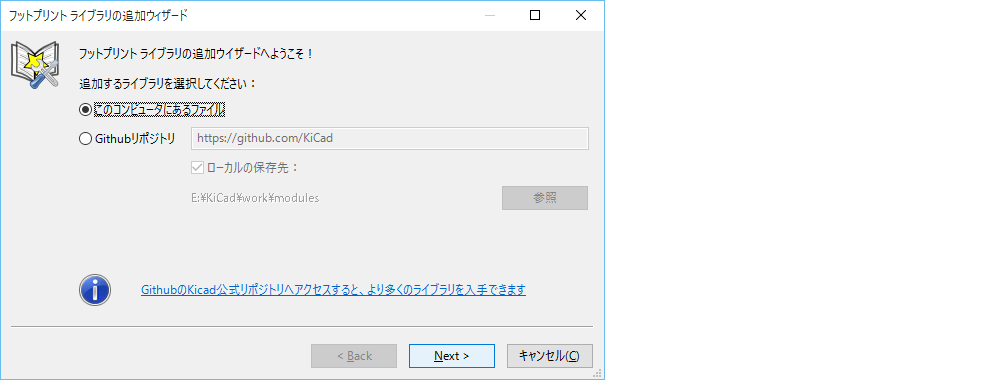 フットプリント ライブラリの追加ウィザード
フットプリント ライブラリの追加ウィザードへようこそ！
追加するライブラリを選択してください：
このコンピュータにあるファイル
Githubリポジトリ https://github.com/KiCad
ローカルの保存先：
E:¥KiCad¥work¥modules 参照
GithubのKicad公式リポジトリへアクセスすると、より多くのライブラリを入手できます
< Back Next > キャンセル(C)